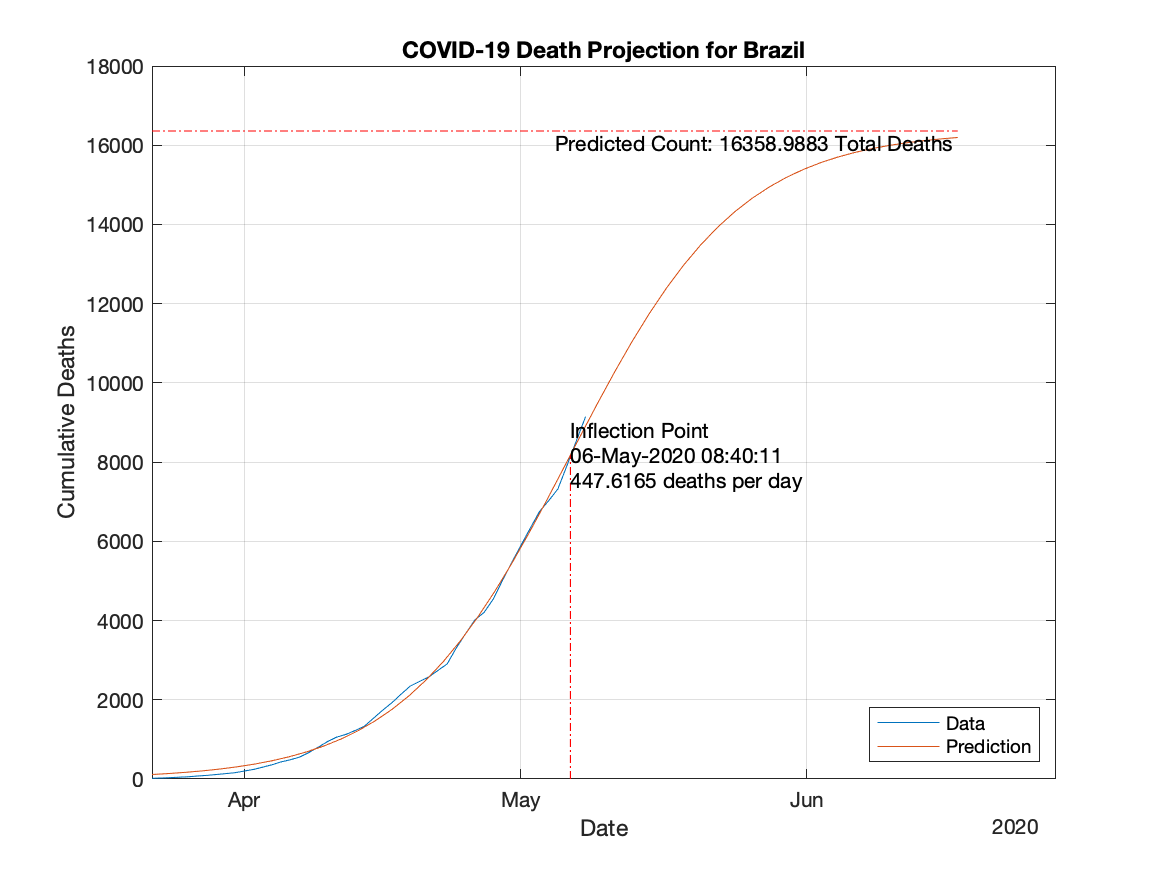 COVID-19 Death Projection for Brazil
18000
16000
14000
12000
10000
8000
6000
4000
2000
0
Cumulative Deaths
Predicted Count: 16358.9883 Total Deaths
Inflection Point
06-May-2020 08:40:11
447.6165 deaths per day
Data
Prediction
Apr
May
Jun
Date
2020